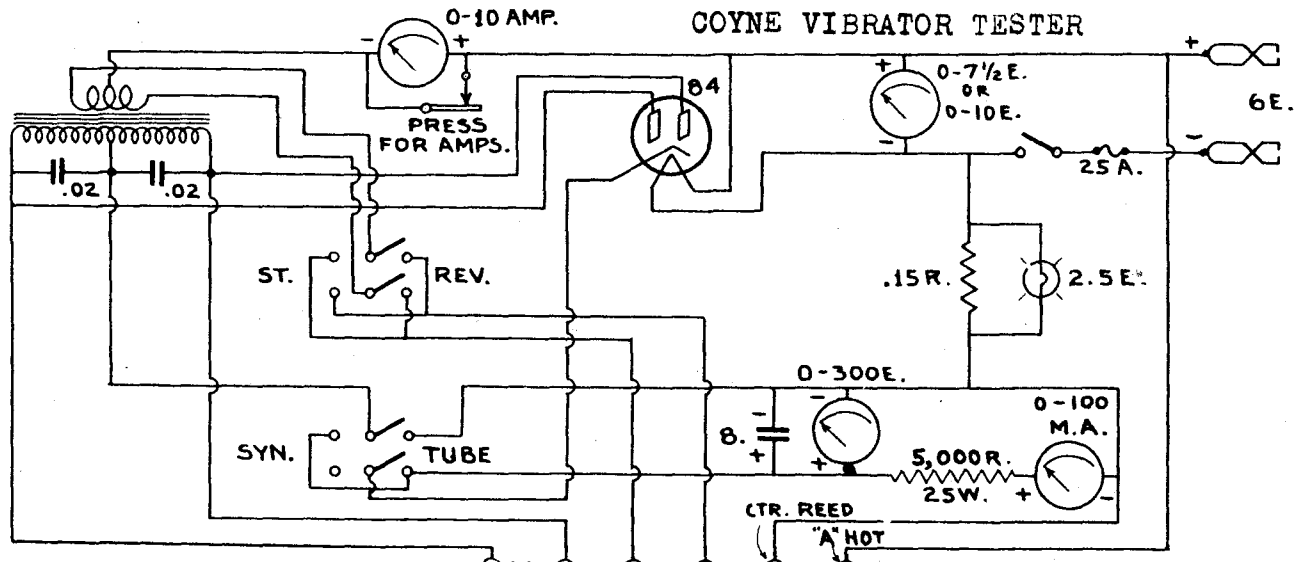 0-10 AMP.
COYNE VIBRATOR TESTER
-
+
+
+
84
0-7½E.
OR
0-10E.
6E.
PRESS
FOR AMPS.
-
-
25 A.
.02
.02
ST.
REV.
.15R.
2.5E.
0-300E.
-
-
0-100
M.A.
8.
SYN.
TUBE
+
+
5,000R.
25W.
+
-
CTR. REED
"A" HOT